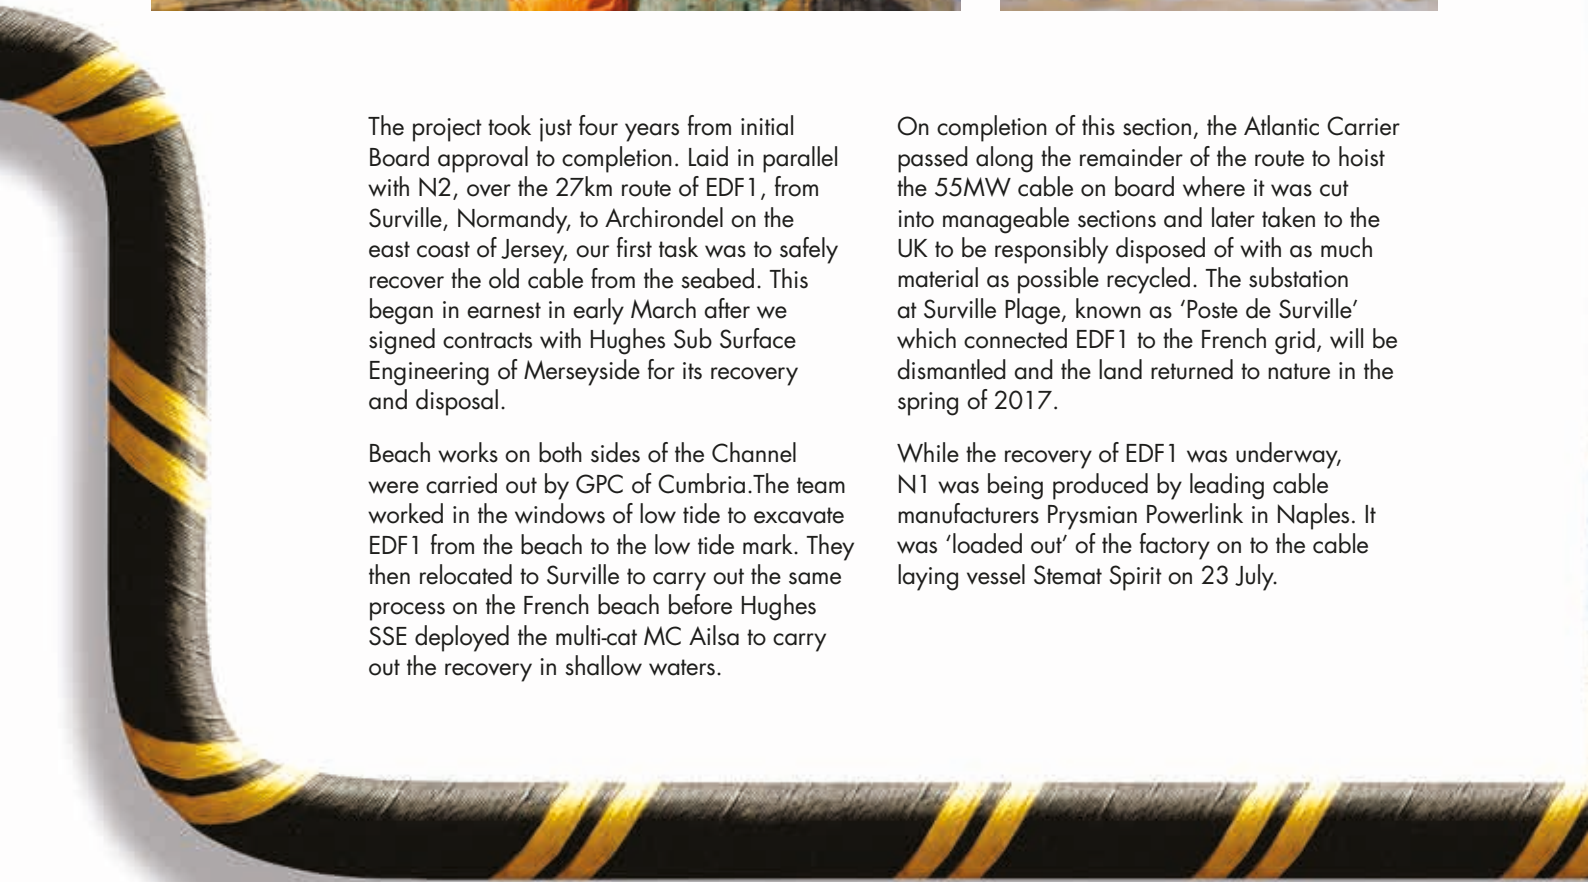 The project took just four years from initial
Board approval to completion. Laid in parallel
with N2, over the 27km route of EDF1, from
Surville, Normandy, to Archirondel on the
east coast of Jersey, our first task was to safely
recover the old cable from the seabed. This
began in earnest in early March after we
signed contracts with Hughes Sub Surface
Engineering of Merseyside for its recovery
and disposal.
Beach works on both sides of the Channel
were carried out by GPC of Cumbria.The team
worked in the windows of low tide to excavate
EDF1 from the beach to the low tide mark. They
then relocated to Surville to carry out the same
process on the French beach before Hughes
SSE deployed the multi-cat MC Ailsa to carry
out the recovery in shallow waters.
On completion of this section, the Atlantic Carrier
passed along the remainder of the route to hoist
the 55MW cable on board where it was cut
into manageable sections and later taken to the
UK to be responsibly disposed of with as much
material as possible recycled. The substation
at Surville Plage, known as ‘Poste de Surville’
which connected EDF1 to the French grid, will be
dismantled and the land returned to nature in the
spring of 2017.
While the recovery of EDF1 was underway,
N1 was being produced by leading cable
manufacturers Prysmian Powerlink in Naples. It
was ‘loaded out’ of the factory on to the cable
laying vessel Stemat Spirit on 23 July.